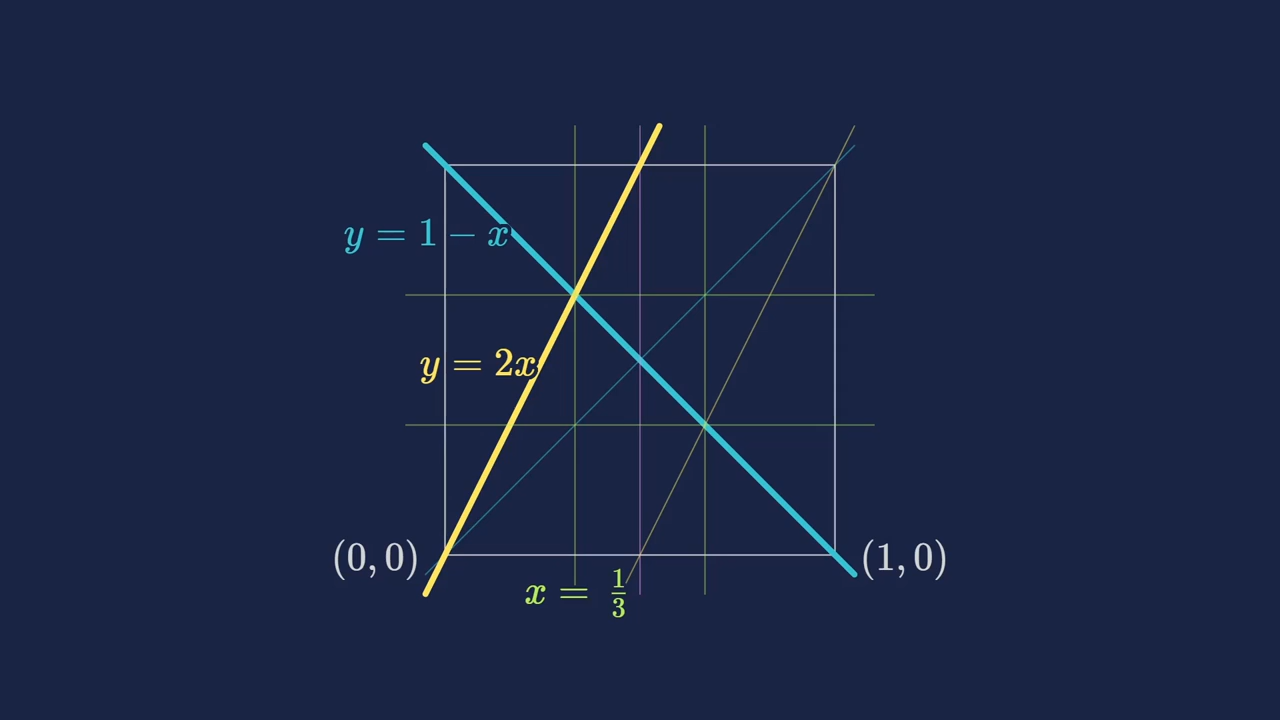 y = 1 − x
y = 2x
(0, 0)
(1, 0)
x = 1/3